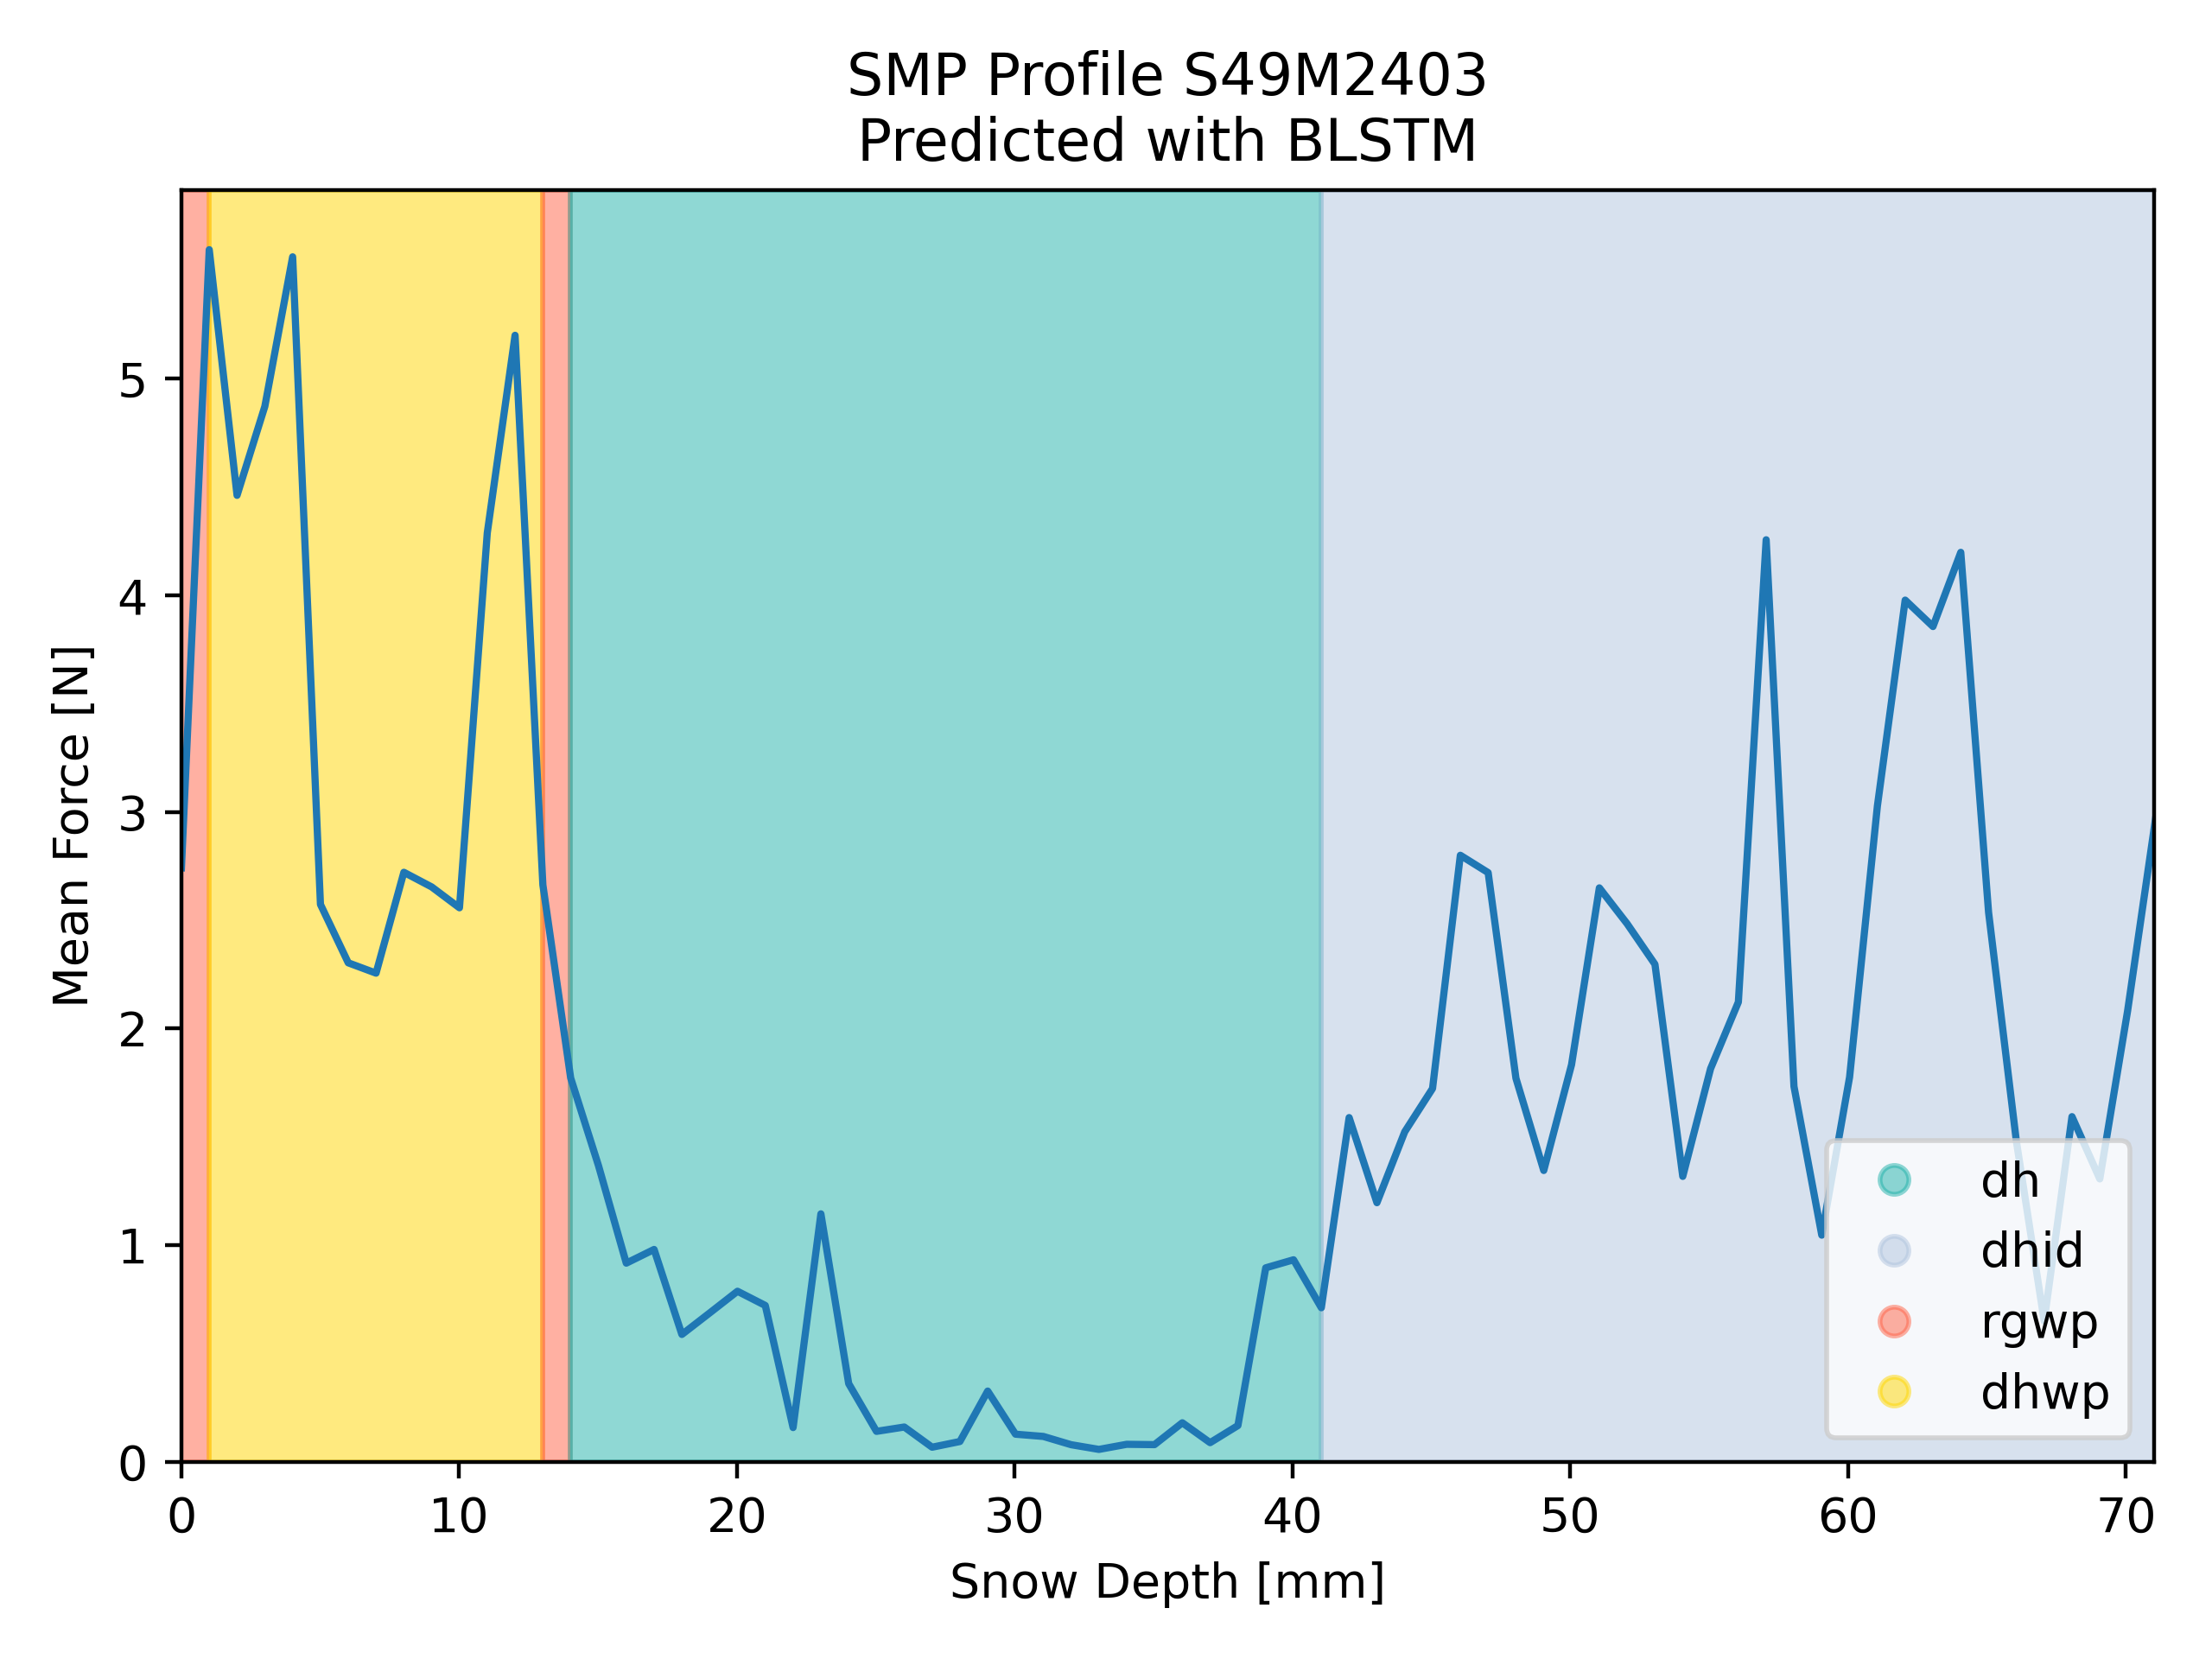 SMP Profile S49M2403
Predicted with BLSTM
Mean Force [N]
5
4
3
2
1
0
dh
dhid
rgwp
dhwp
0 10 20 30 40 50 60 70
Snow Depth [mm]